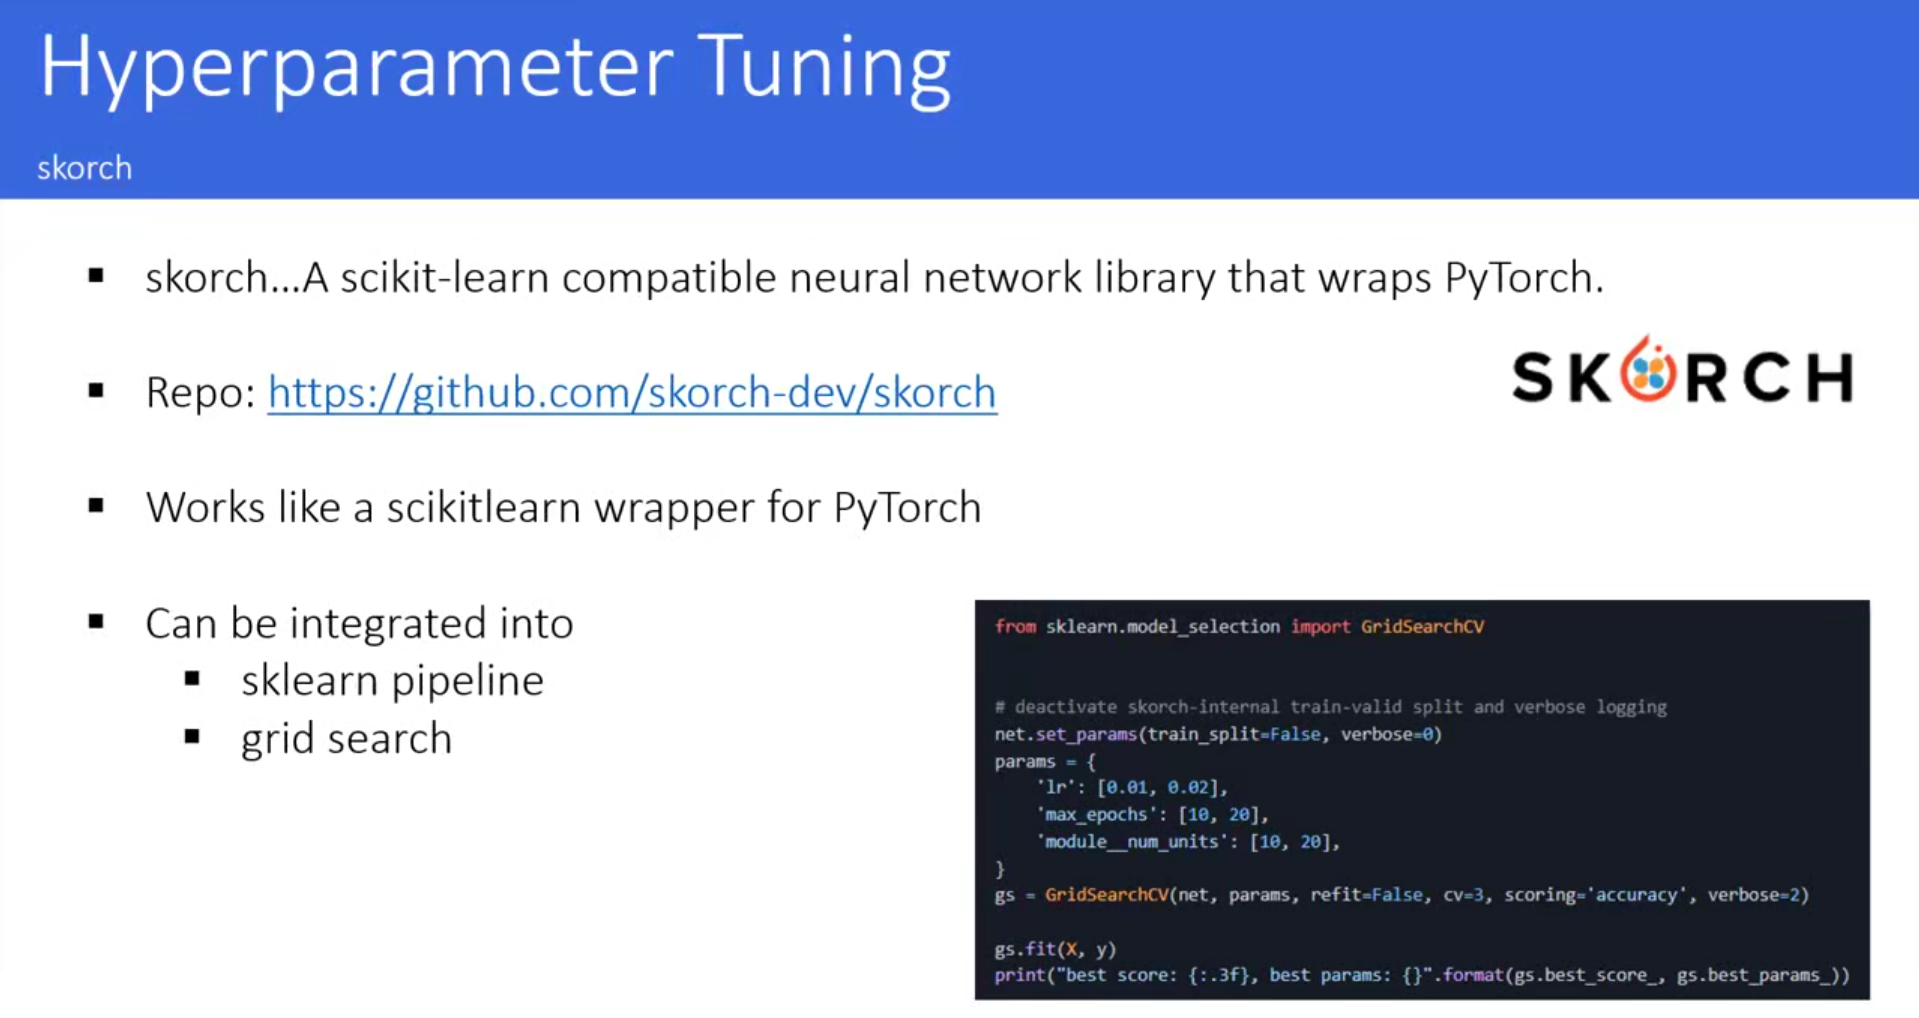 Hyperparameter Tuning
skorch
▪ skorch...A scikit-learn compatible neural network library that wraps PyTorch.
SKORCH
▪ Repo: https://github.com/skorch-dev/skorch
▪ Works like a scikitlearn wrapper for PyTorch
▪ Can be integrated into
▪ sklearn pipeline
▪ grid search
from sklearn.model_selection import GridSearchCV
# deactivate skorch-internal train-valid split and verbose logging
net.set_params(train_split=False, verbose=0)
params = {
    'lr': [0.01, 0.02],
    'max_epochs': [10, 20],
    'module__num_units': [10, 20],
}
gs = GridSearchCV(net, params, refit=False, cv=3, scoring='accuracy', verbose=2)
gs.fit(X, y)
print("best score: {:.3f}, best params: {}".format(gs.best_score_, gs.best_params_))